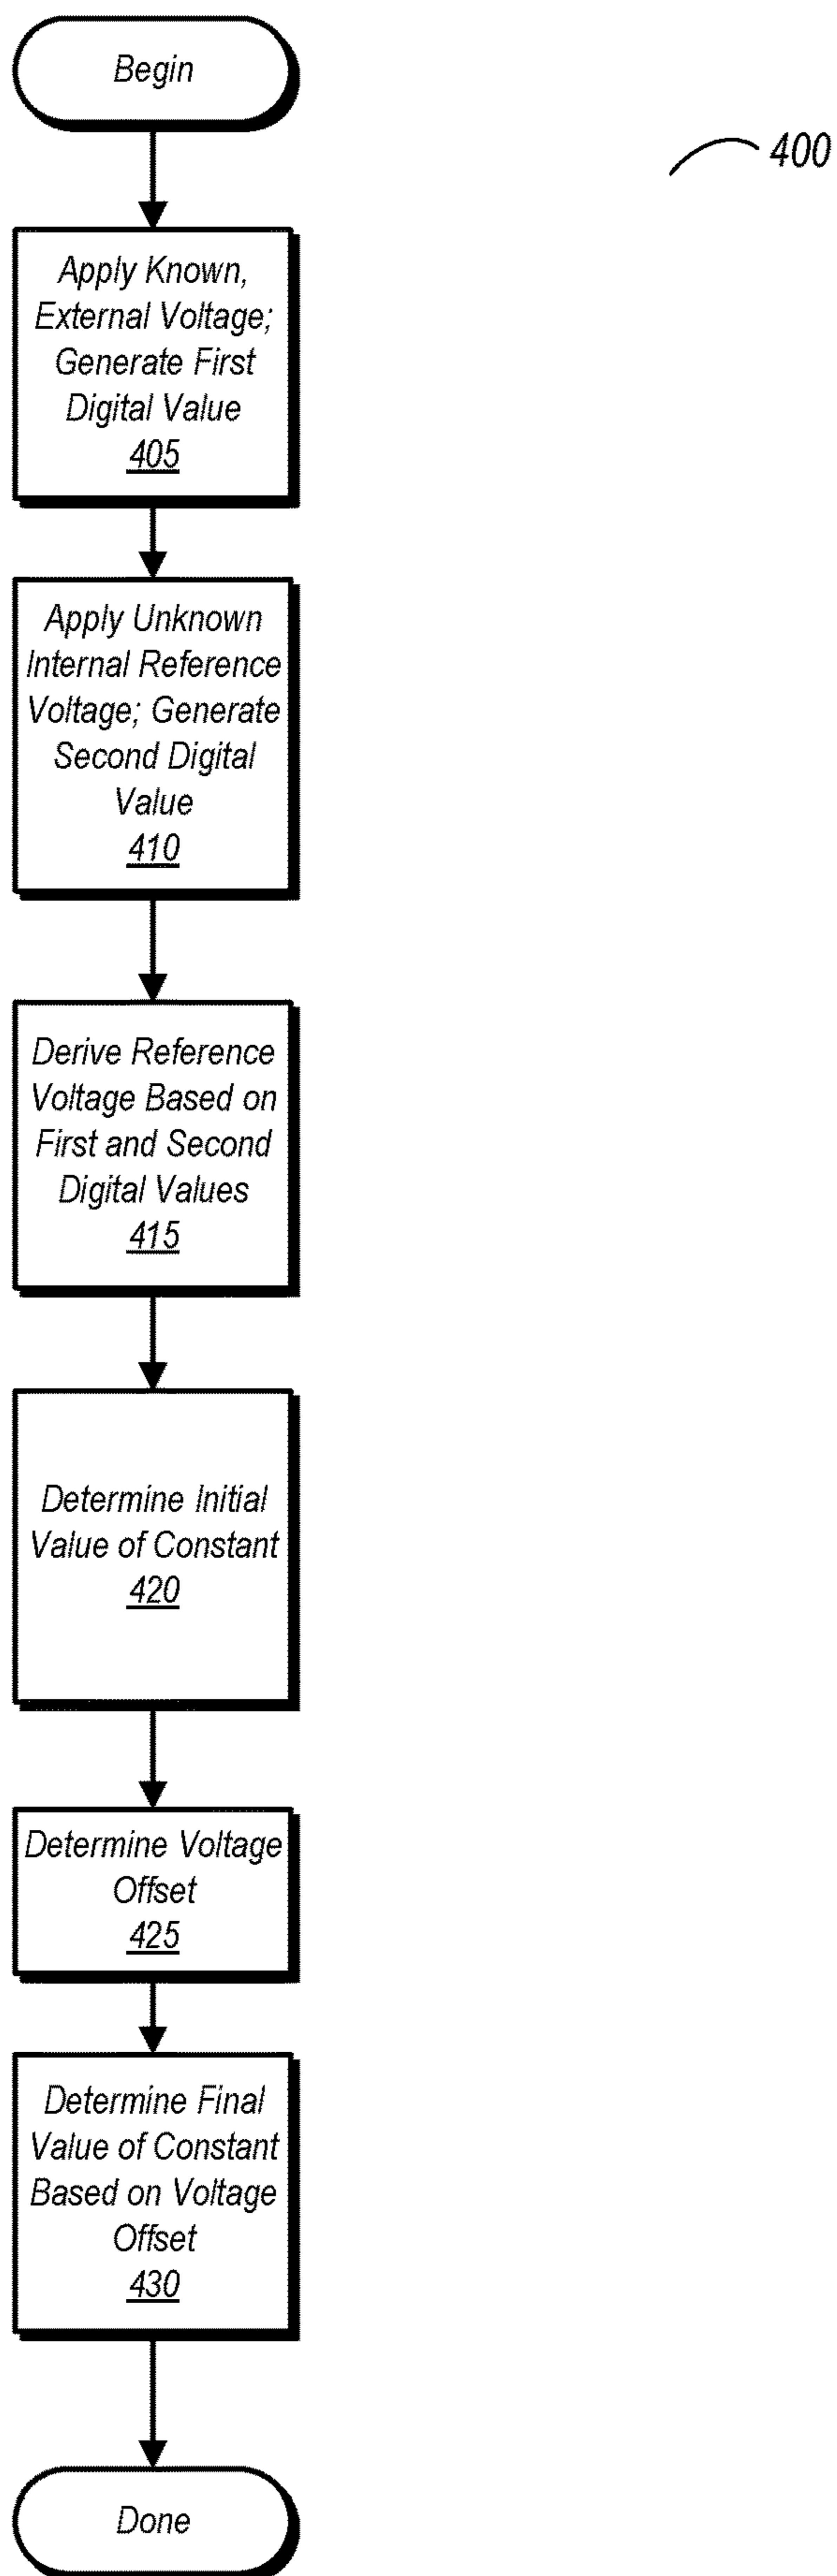 Begin
400
Apply Known,
External Voltage;
Generate First
Digital Value
405
Apply Unknown
Internal Reference
Voltage; Generate
Second Digital
Value
410
Derive Reference
Voltage Based on
First and Second
Digital Values
415
Determine Initial
Value of Constant
420
Determine Voltage
Offset
425
Determine Final
Value of Constant
Based on Voltage
Offset
430
Done